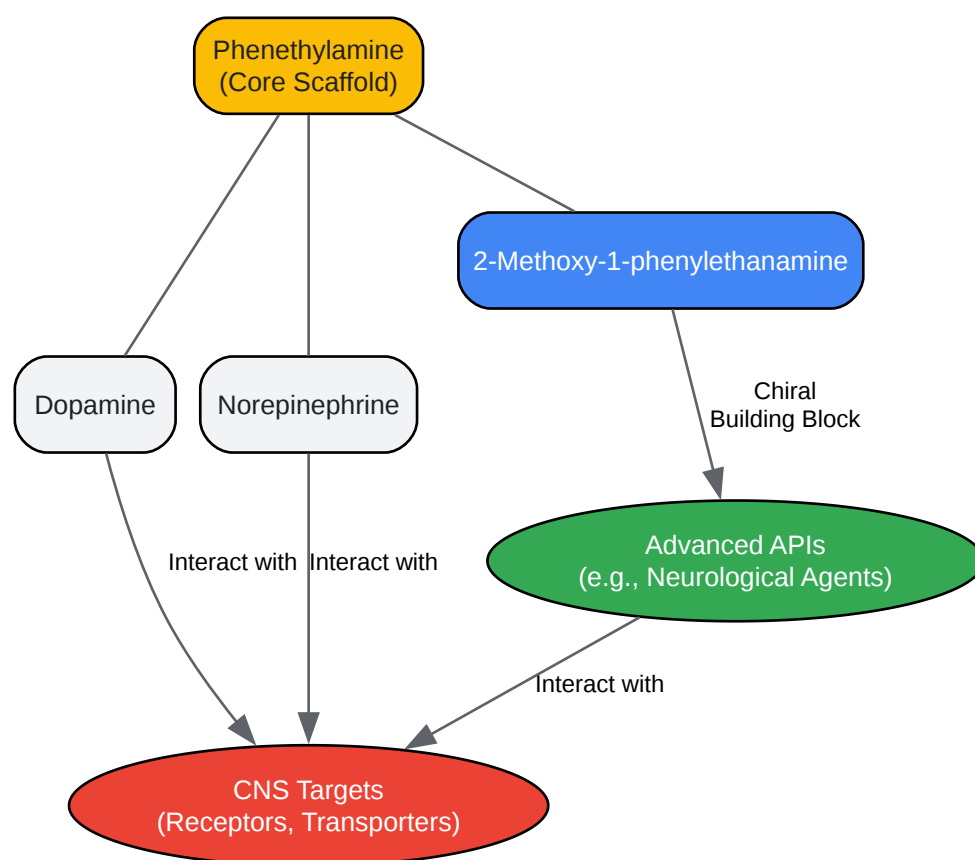 Phenethylamine
(Core Scaffold)
2-Methoxy-1-phenylethanamine
Dopamine
Norepinephrine
Chiral
Building Block
Interact with
Interact with
Advanced APIs
(e.g., Neurological Agents)
Interact with
CNS Targets
(Receptors, Transporters)